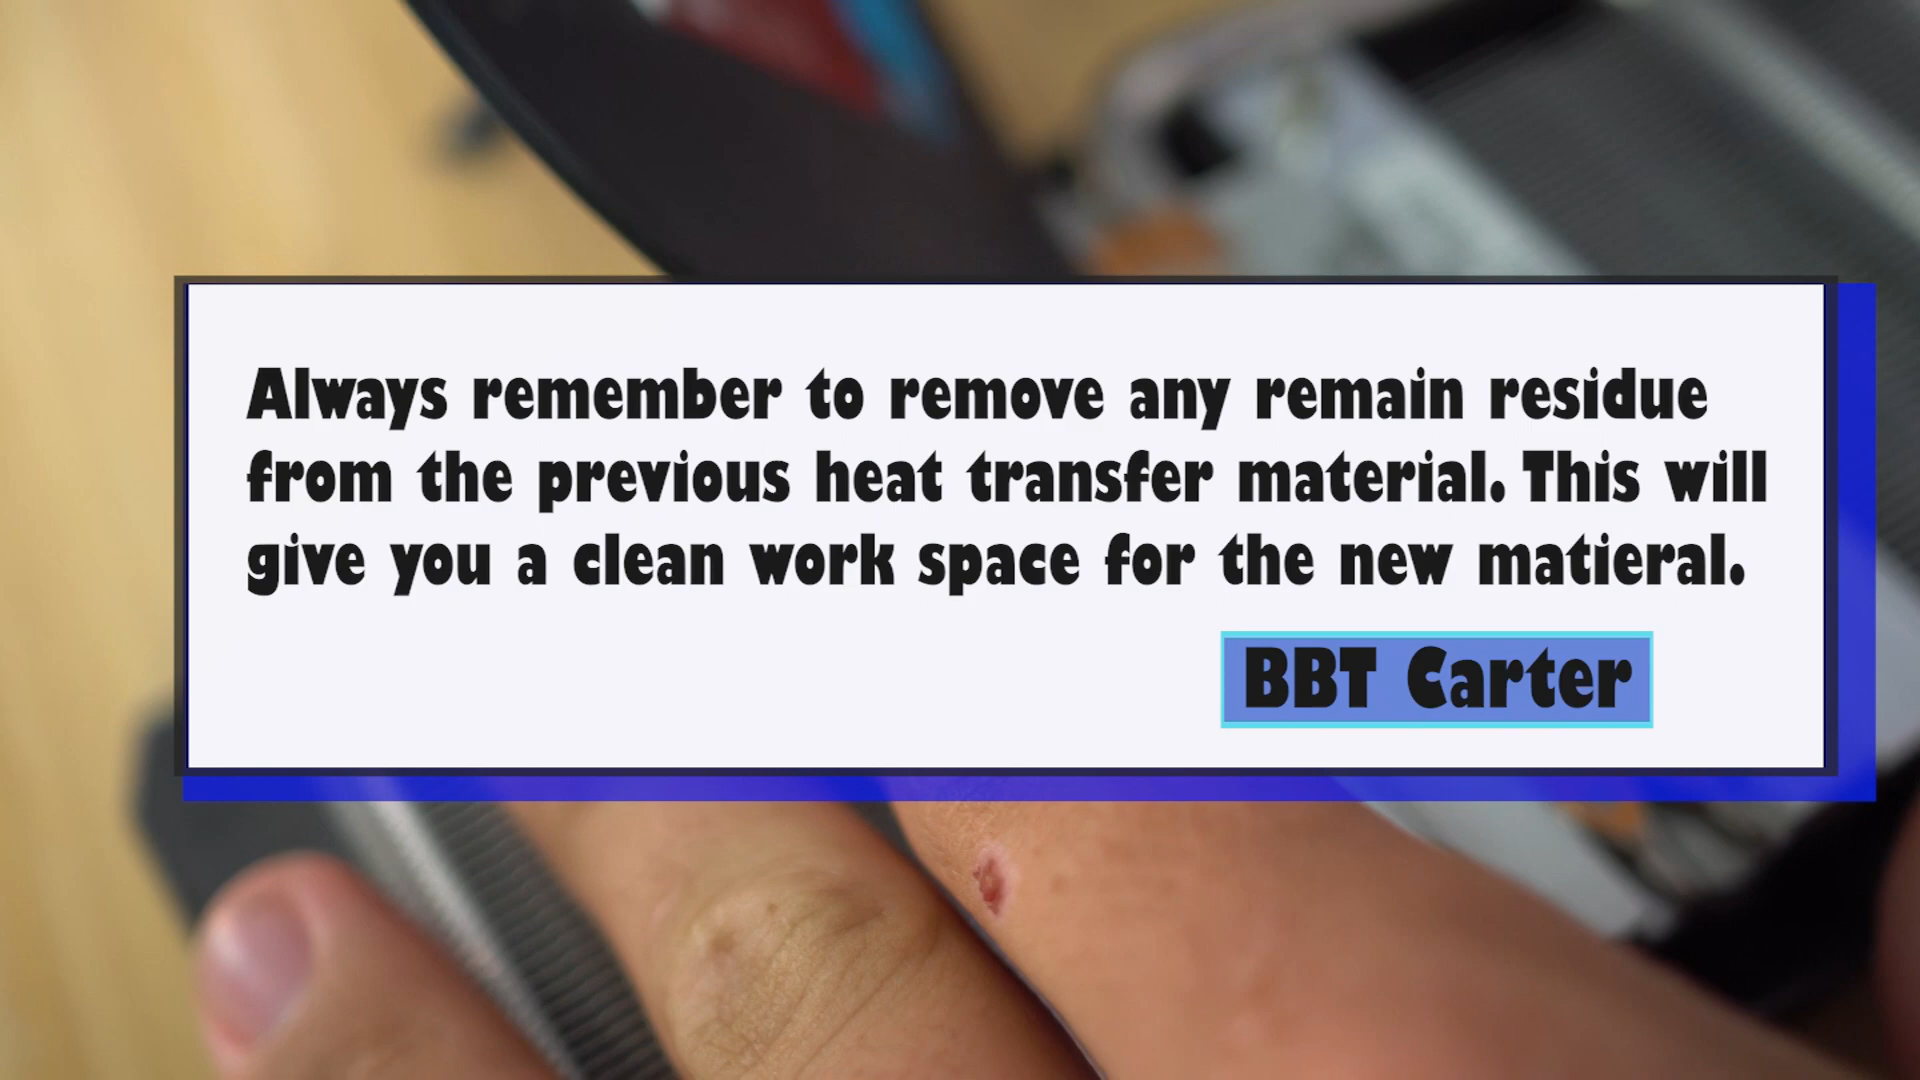 Always remember to remove any remain residue
from the previous heat transfer material. This will
give you a clean work space for the new matieral.
BBT Carter